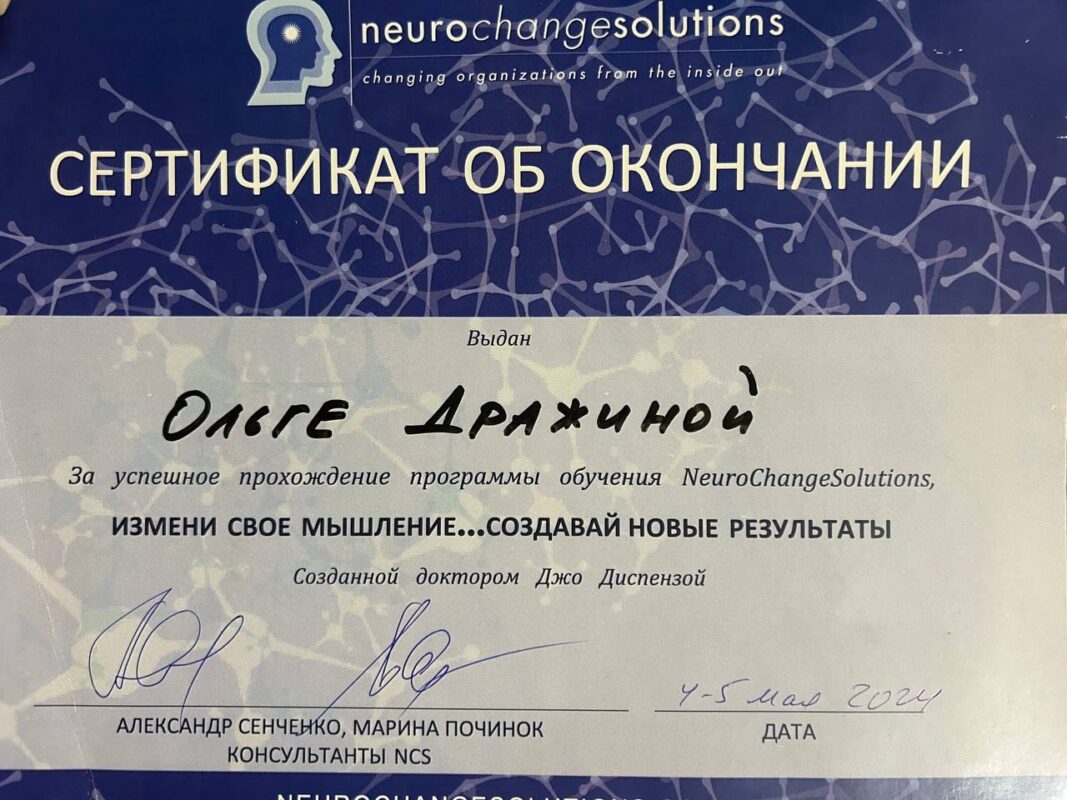 neurochangesolutions
changing organizations from the inside out
СЕРТИФИКАТ ОБ ОКОНЧАНИИ
Выдан
Ольге Дражиной
За успешное прохождение программы обучения NeuroChangeSolutions,
ИЗМЕНИ СВОЕ МЫШЛЕНИЕ...СОЗДАВАЙ НОВЫЕ РЕЗУЛЬТАТЫ
Созданной доктором Джо Диспензой
4-5 мая 2024
АЛЕКСАНДР СЕНЧЕНКО, МАРИНА ПОЧИНОК
ДАТА
КОНСУЛЬТАНТЫ NCS